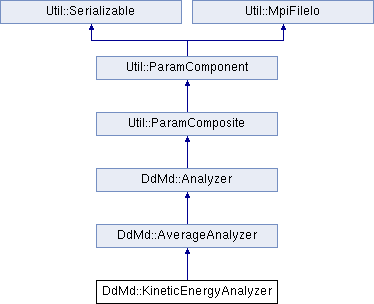 Util::Serializable
Util::MpiFileIo
Util::ParamComponent
Util::ParamComposite
DdMd::Analyzer
DdMd::AverageAnalyzer
DdMd::KineticEnergyAnalyzer